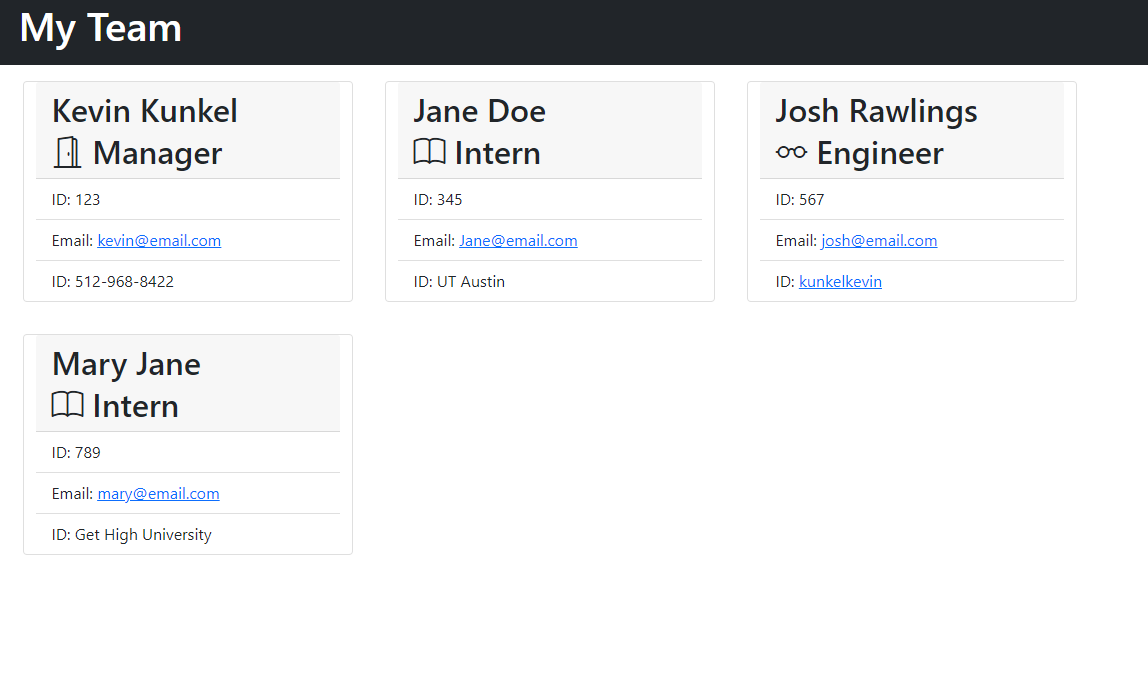 My Team
Kevin Kunkel
Manager
ID: 123
Email: kevin@email.com
ID: 512-968-8422
Jane Doe
Intern
ID: 345
Email: Jane@email.com
ID: UT Austin
Josh Rawlings
Engineer
ID: 567
Email: josh@email.com
ID: kunkelkevin
Mary Jane
Intern
ID: 789
Email: mary@email.com
ID: Get High University